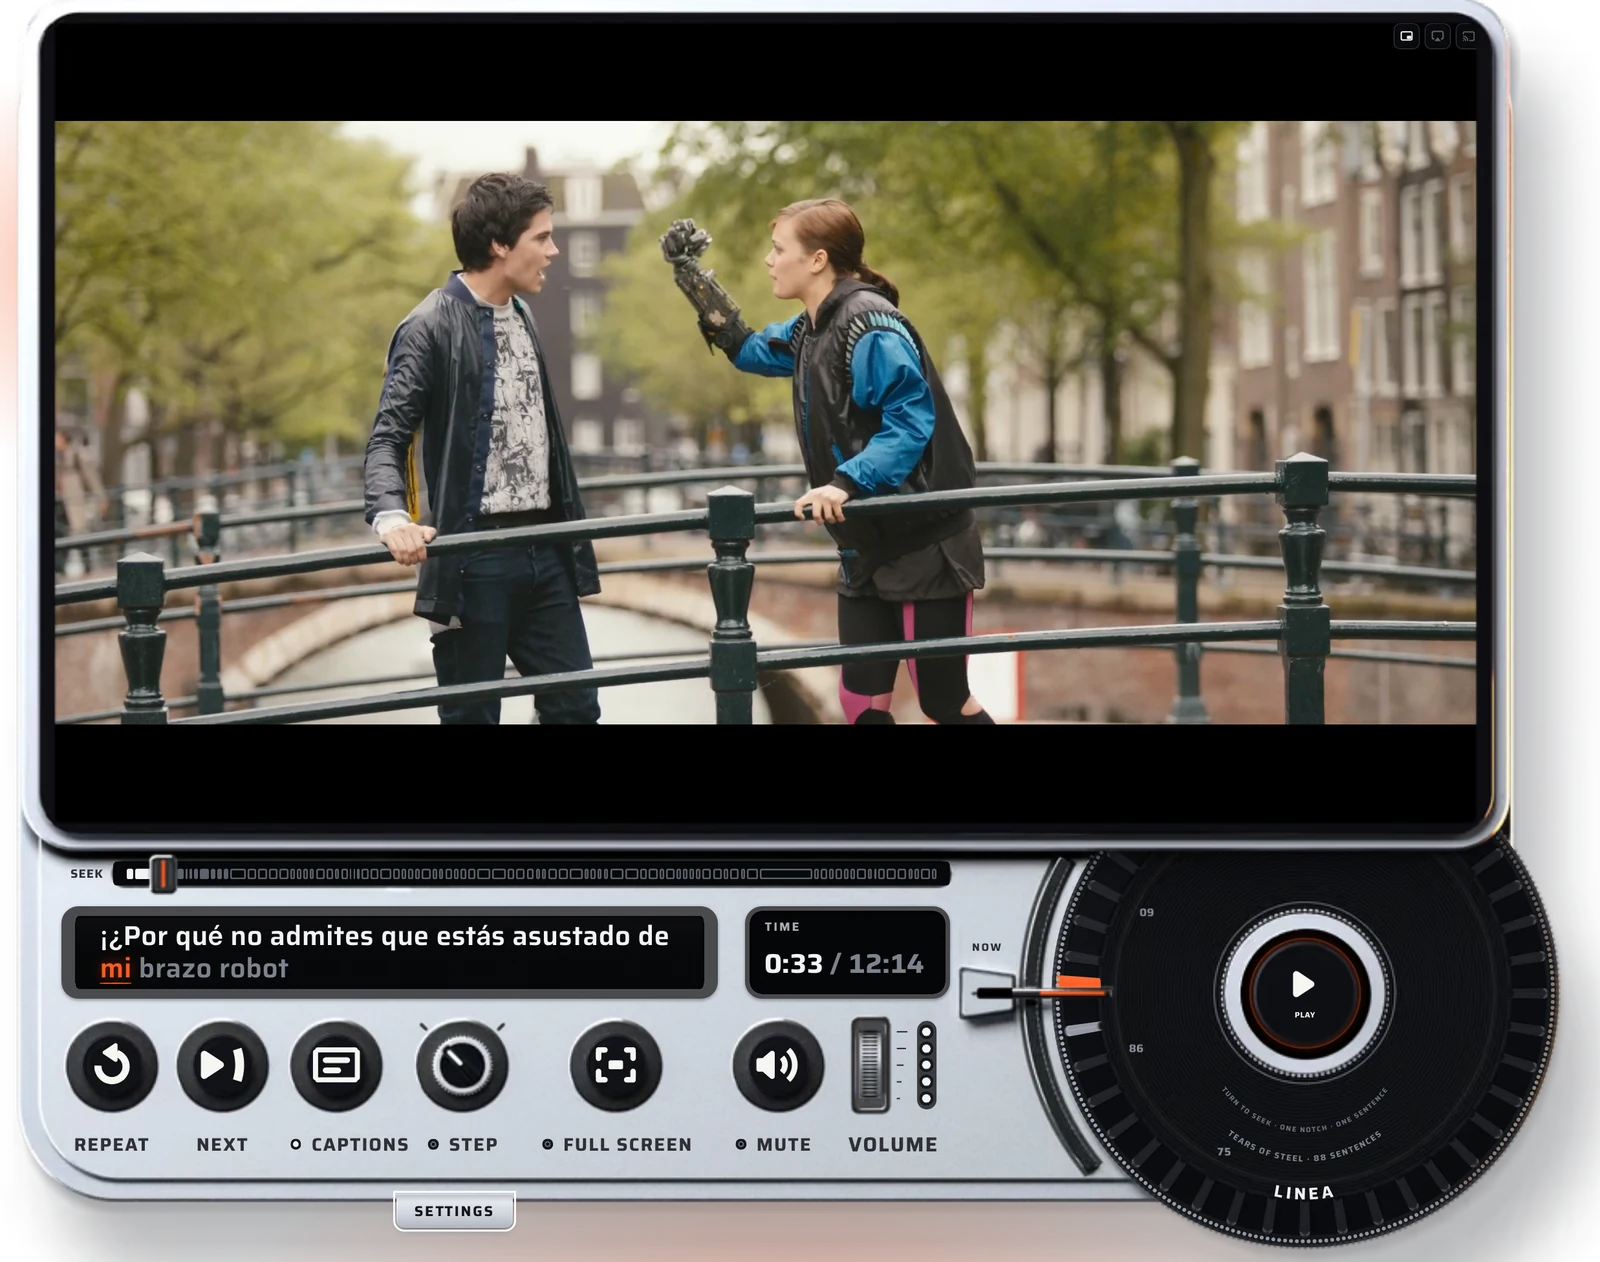 SEEK
¡¿Por qué no admites que estás asustado de
mi brazo robot
TIME
0:33 / 12:14
NOW
09
86
75
PLAY
TURN TO SEEK · ONE NOTCH · ONE SENTENCE
TEARS OF STEEL · 88 SENTENCES
LINEA
REPEAT
NEXT
CAPTIONS
STEP
FULL SCREEN
MUTE
VOLUME
SETTINGS